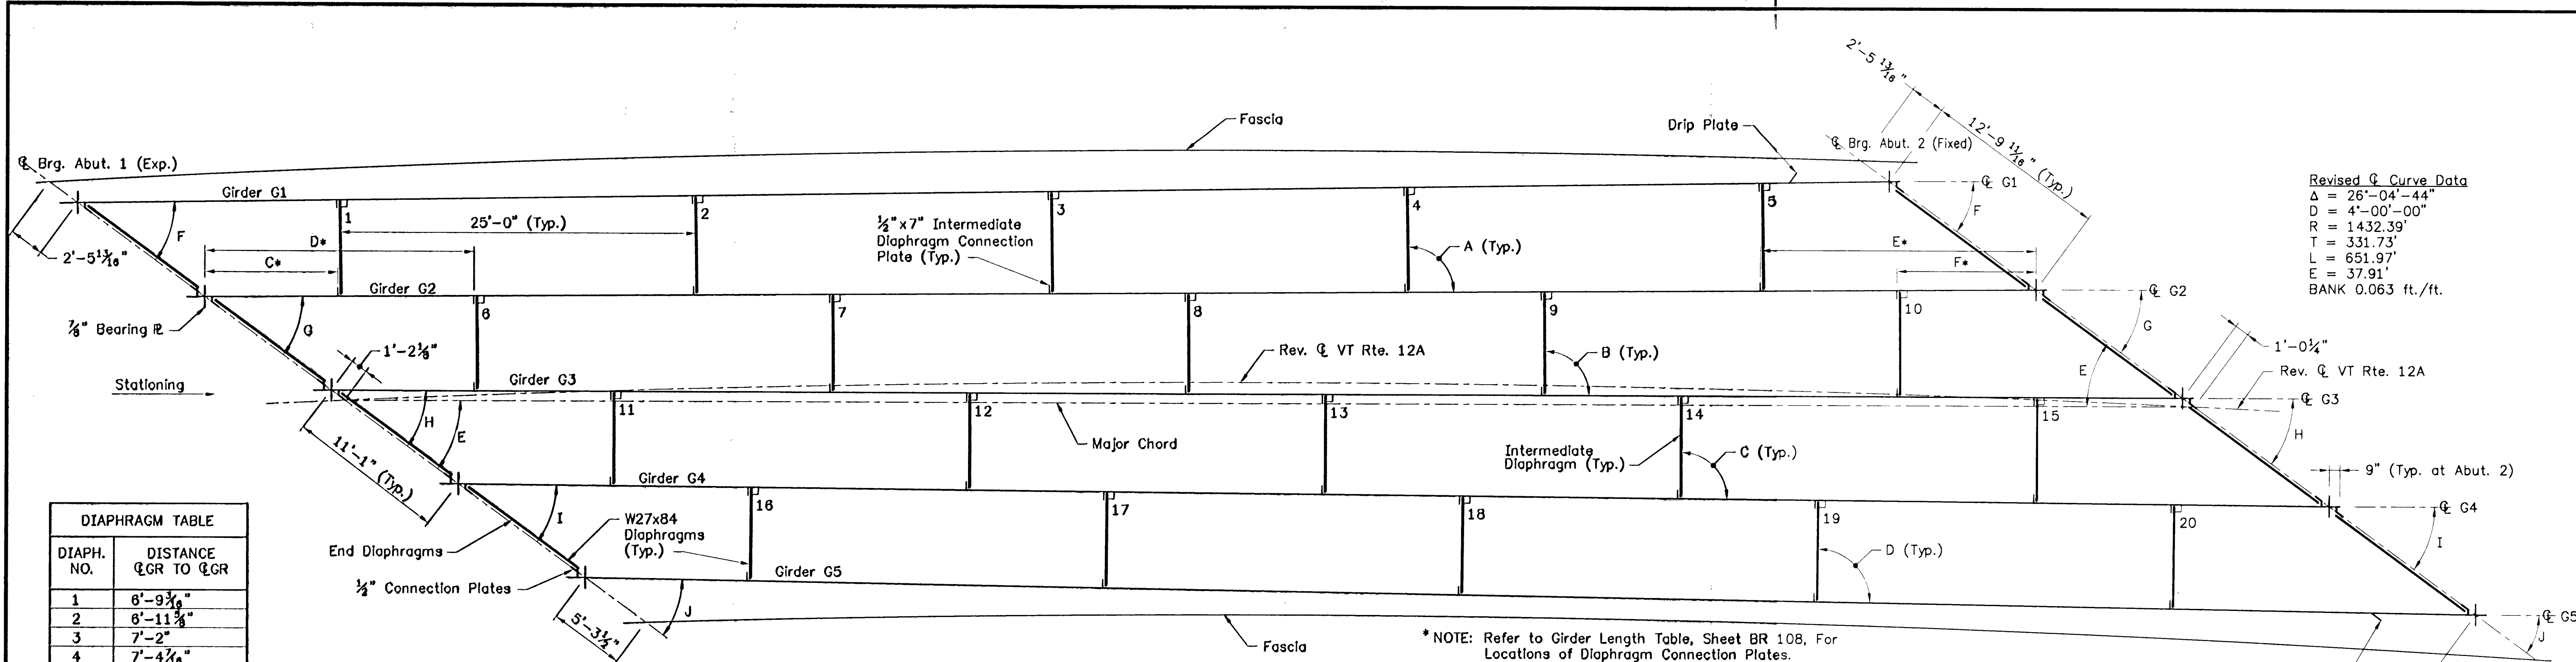 2'-5 13/16"
12'-9 11/16" (Typ.)
Fascia
Drip Plate
℄ Brg. Abut. 1 (Exp.)
℄ Brg. Abut. 2 (Fixed)
Revised ℄ Curve Data
Δ = 26°-04'-44"
D = 4°-00'-00"
R = 1432.39'
T = 331.73'
L = 651.97'
E = 37.91'
BANK 0.063 ft./ft.
Girder G1
℄ G1
1
2
3
4
5
F
F
2'-5 13/16"
25'-0" (Typ.)
D*
C*
½"x7" Intermediate
Diaphragm Connection
Plate (Typ.)
A (Typ.)
E*
F*
Girder G2
℄ G2
⅞" Bearing ℄
G
6
7
8
9
10
G
1'-2⅛"
Rev. ℄ VT Rte. 12A
B (Typ.)
E
1'-0¼"
Rev. ℄ VT Rte. 12A
Stationing
Girder G3
℄ G3
H
E
11
12
13
14
15
H
11'-1" (Typ.)
Major Chord
Intermediate
Diaphragm (Typ.)
C (Typ.)
9" (Typ. at Abut. 2)
Girder G4
℄ G4
I
16
17
18
19
20
I
W27x84
Diaphragms
(Typ.)
End Diaphragms
D (Typ.)
½" Connection Plates
Girder G5
℄ G5
J
J
5'-3½"
Fascia
*NOTE: Refer to Girder Length Table, Sheet BR 108, For
Locations of Diaphragm Connection Plates.
DIAPHRAGM TABLE
DIAPH. NO. DISTANCE ℄GR TO ℄GR
1 6'-9 3/16"
2 6'-11 5/8"
3 7'-2"
4 7'-4 7/16"